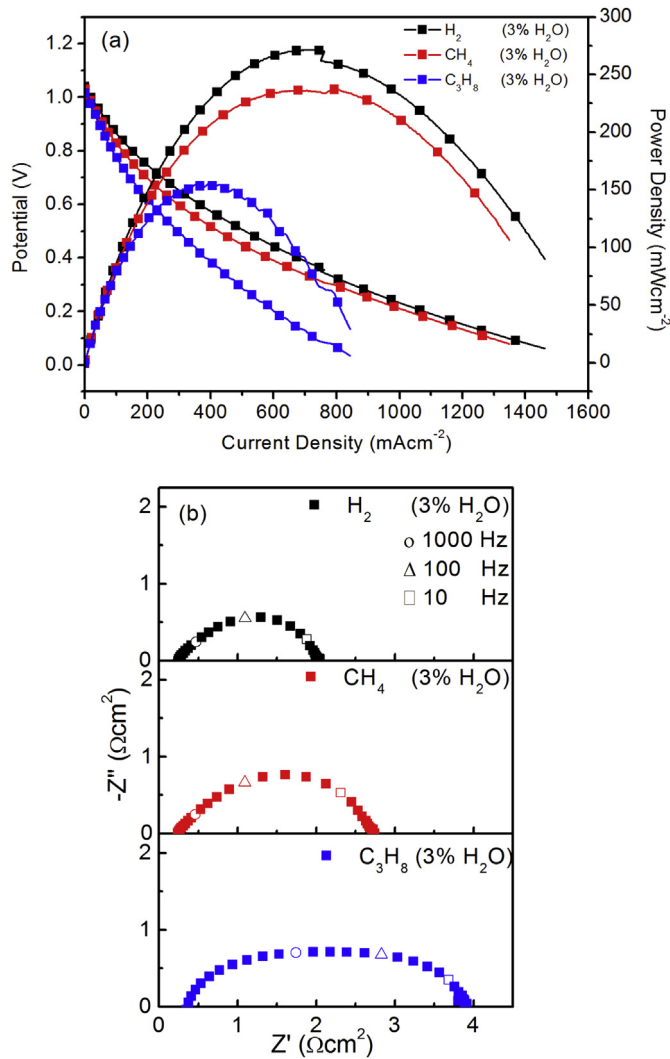 (a)
H2 (3% H2O)
CH4 (3% H2O)
C3H8 (3% H2O)
Potential (V)
1.2
1.0
0.8
0.6
0.4
0.2
0.0
Power Density (mWcm-2)
300
250
200
150
100
50
0
0 200 400 600 800 1000 1200 1400 1600
Current Density (mAcm-2)
(b)
H2 (3% H2O)
1000 Hz
100 Hz
10 Hz
2
1
0
CH4 (3% H2O)
2
1
0
-Z'' (Ωcm2)
C3H8 (3% H2O)
2
1
0
0 1 2 3 4
Z' (Ωcm2)